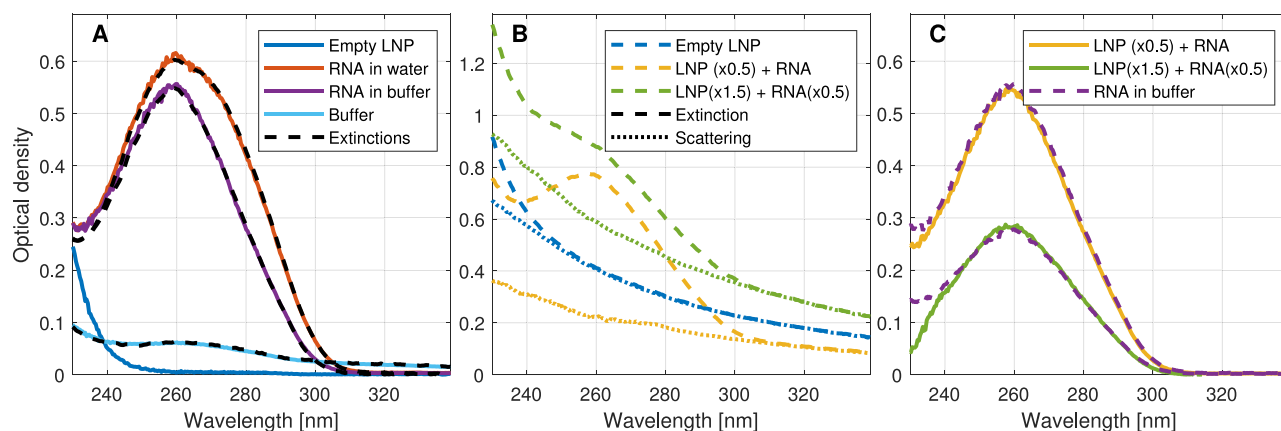 A
Empty LNP
RNA in water
RNA in buffer
Buffer
Extinctions
0.6
0.5
0.4
0.3
0.2
0.1
0
Optical density
240 260 280 300 320
Wavelength [nm]
B
Empty LNP
LNP (x0.5) + RNA
LNP(x1.5) + RNA(x0.5)
Extinction
Scattering
1.2
1
0.8
0.6
0.4
0.2
0
240 260 280 300 320
Wavelength [nm]
C
LNP (x0.5) + RNA
LNP(x1.5) + RNA(x0.5)
RNA in buffer
0.6
0.5
0.4
0.3
0.2
0.1
0
240 260 280 300 320
Wavelength [nm]